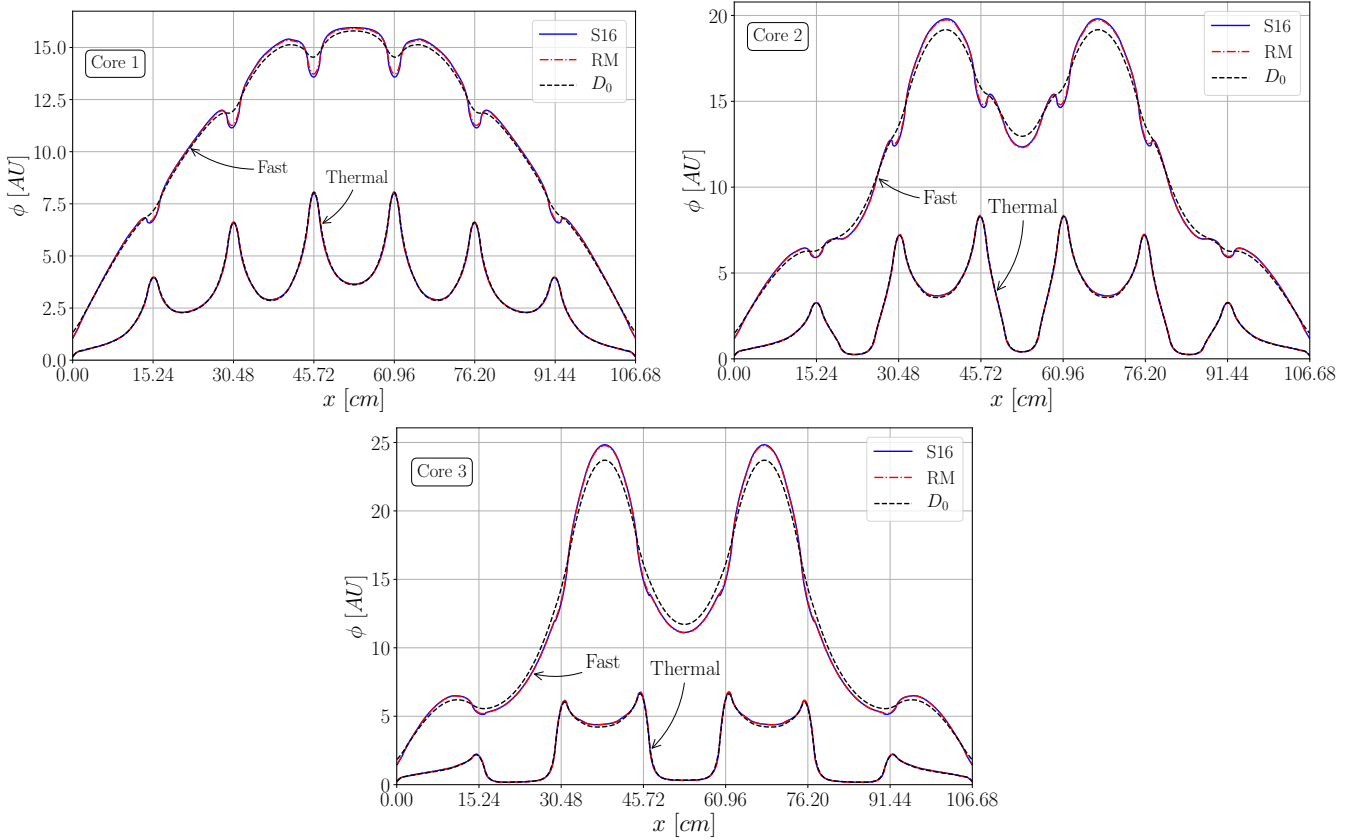 Core 1
S16
RM
D₀
15.0
12.5
10.0
7.5
5.0
2.5
0.0
ϕ [AU]
Fast
Thermal
0.00 15.24 30.48 45.72 60.96 76.20 91.44 106.68
x [cm]
Core 2
S16
RM
D₀
20
15
10
5
0
ϕ [AU]
Fast
Thermal
0.00 15.24 30.48 45.72 60.96 76.20 91.44 106.68
x [cm]
Core 3
S16
RM
D₀
25
20
15
10
5
0
ϕ [AU]
Fast
Thermal
0.00 15.24 30.48 45.72 60.96 76.20 91.44 106.68
x [cm]